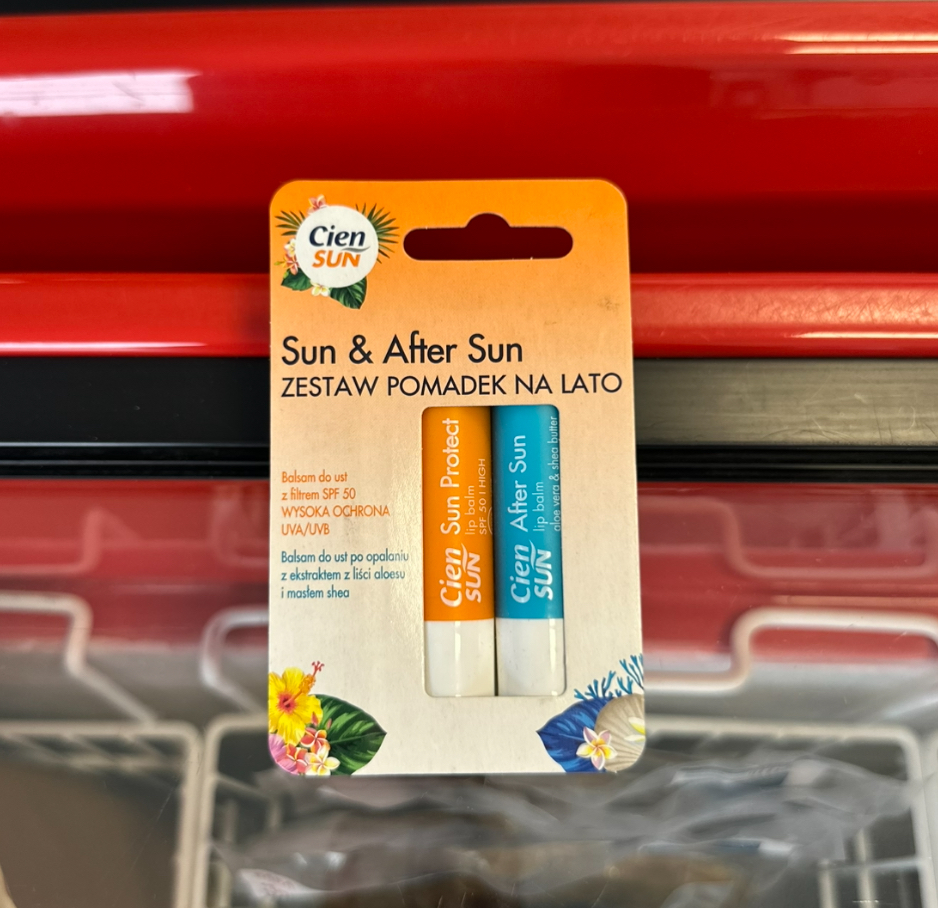 Cien
SUN
Sun & After Sun
ZESTAW POMADEK NA LATO
Balsam do ust
z filtrem SPF 50
WYSOKA OCHRONA
UVA/UVB
Balsam do ust po opalaniu
z ekstraktem z liści aloesu
i masłem shea
Cien
SUN
Sun Protect
lip balm
SPF 50 I HIGH
Cien
SUN
After Sun
lip balm
aloe vera & shea butter